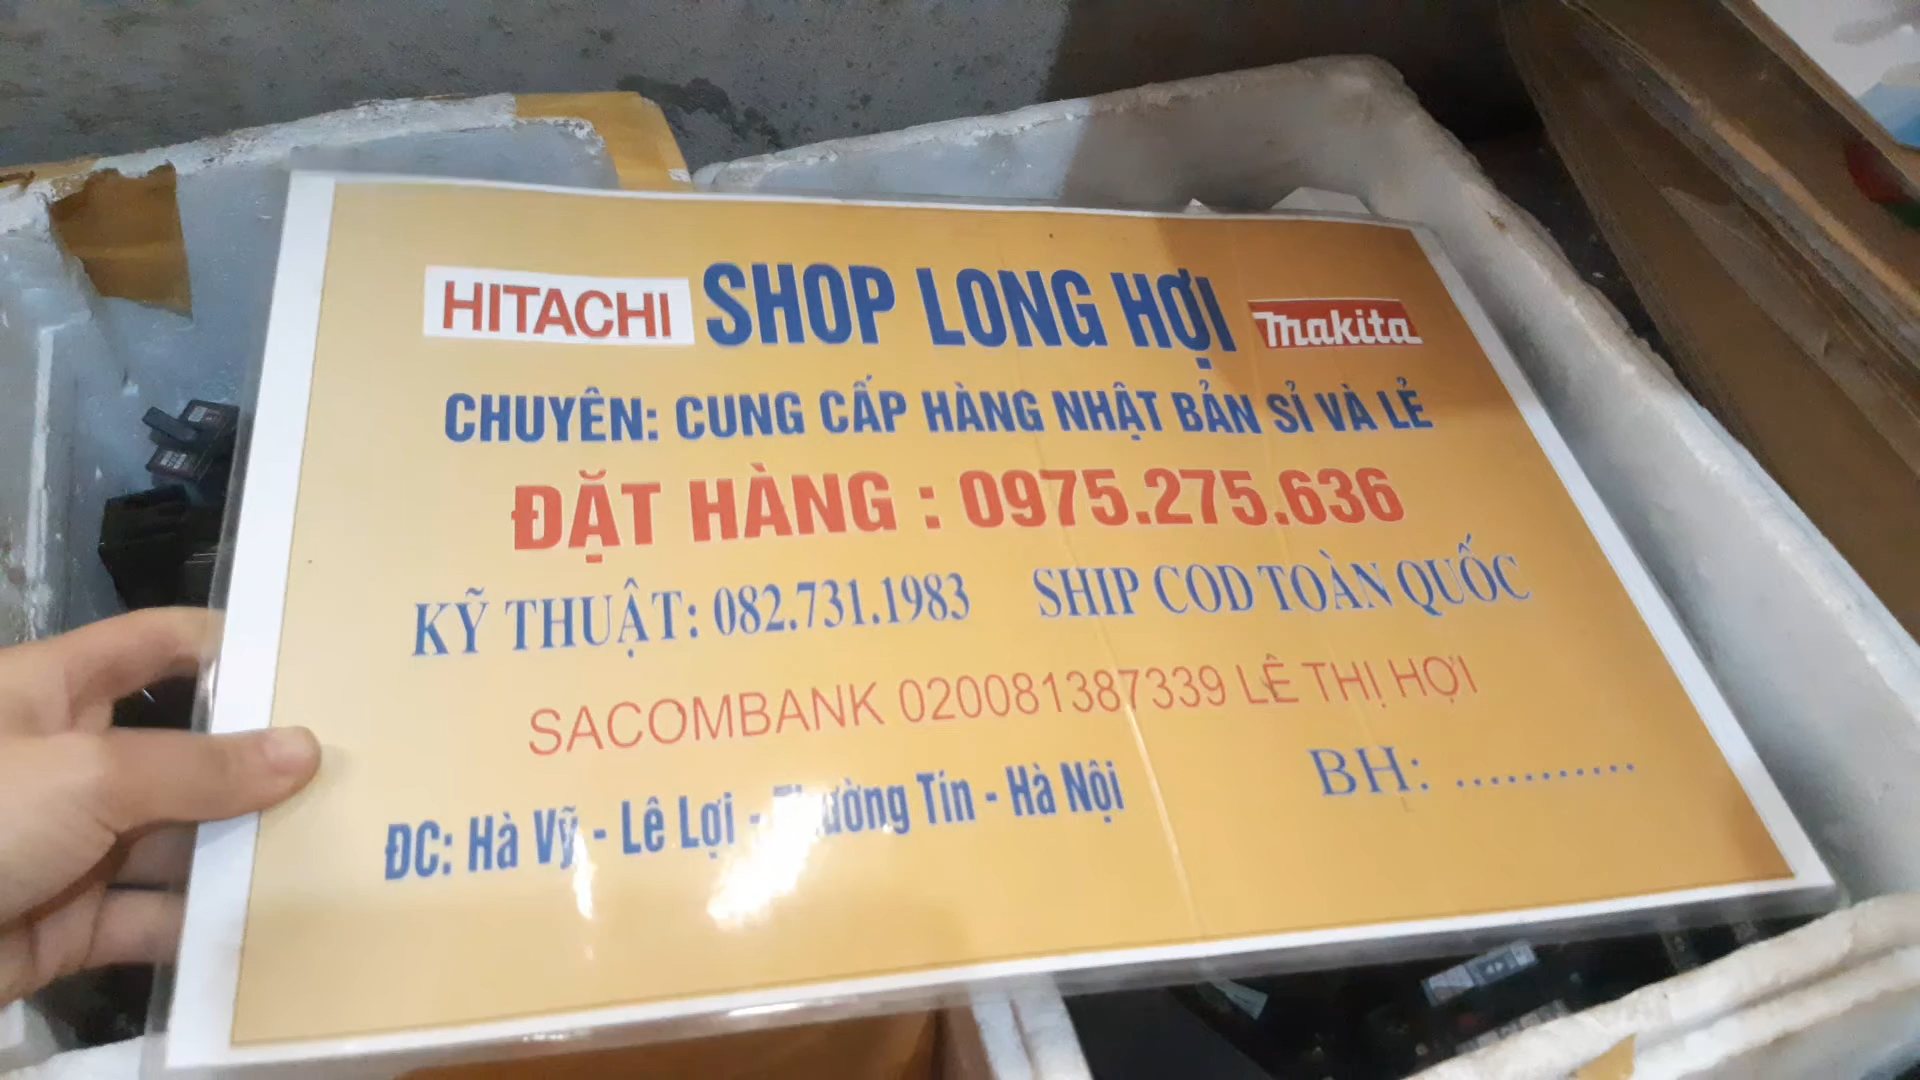 HITACHI SHOP LONG HỢI makita
CHUYÊN: CUNG CẤP HÀNG NHẬT BẢN SỈ VÀ LẺ
ĐẶT HÀNG : 0975.275.636
KỸ THUẬT: 082.731.1983 SHIP COD TOÀN QUỐC
SACOMBANK 020081387339 LÊ THỊ HỢI
ĐC: Hà Vỹ - Lê Lợi - Thường Tín - Hà Nội BH: ...........